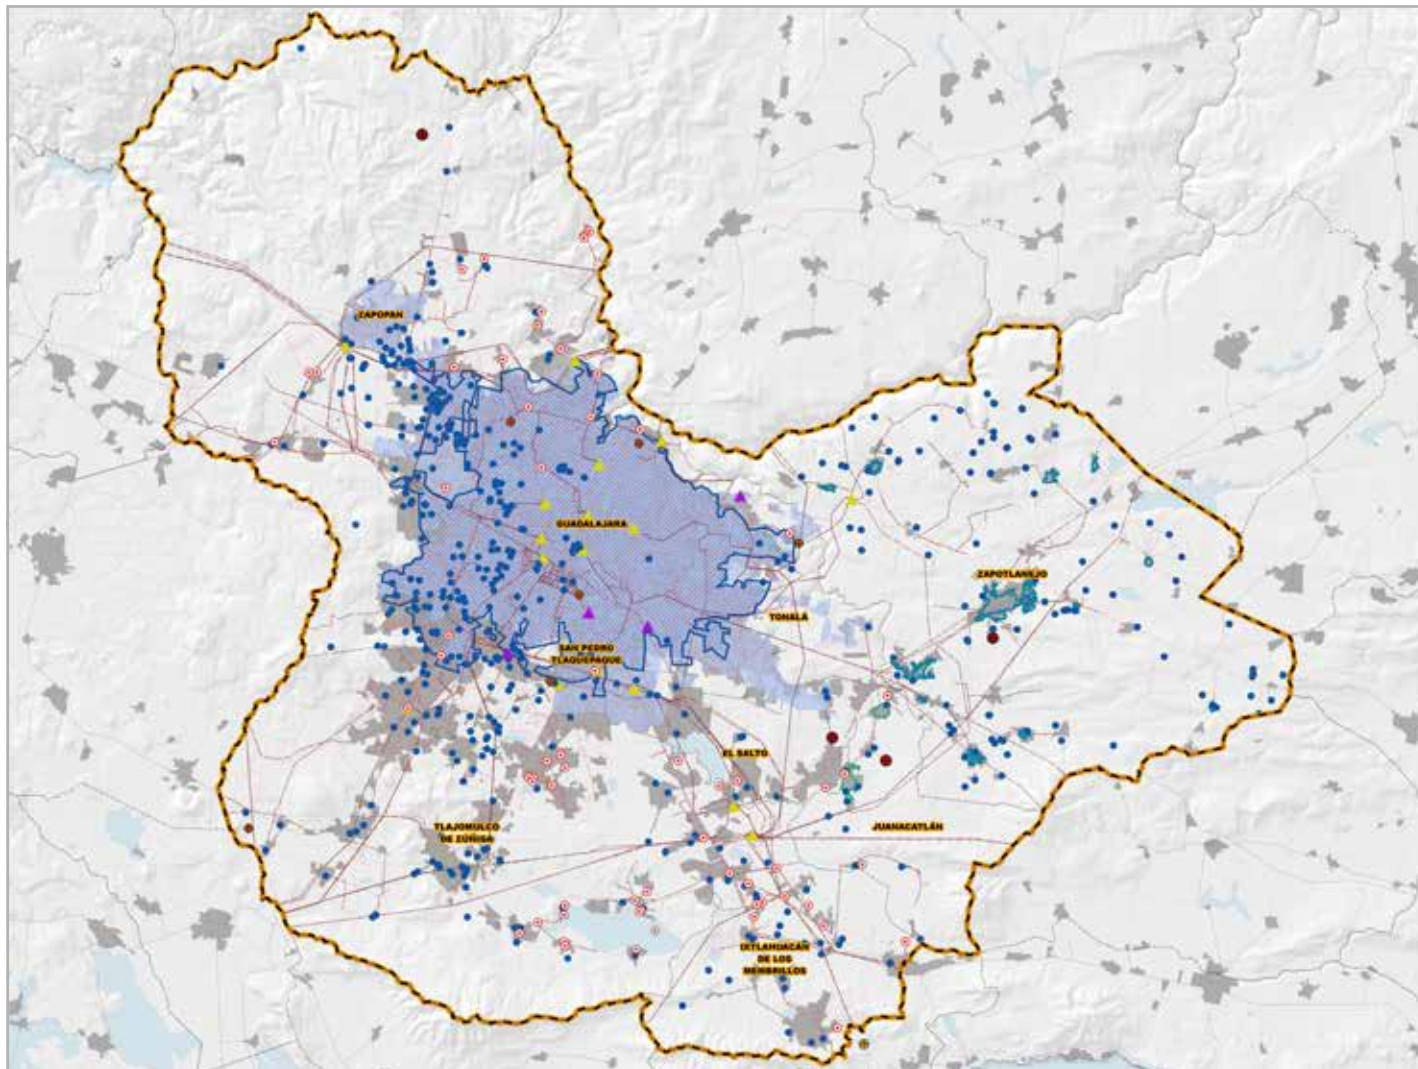 ZAPOPAN
GUADALAJARA
ZAPOTLANEJO
TONALÁ
SAN PEDRO
TLAQUEPAQUE
EL SALTO
TLAJOMULCO
DE ZÚÑIGA
JUANACATLÁN
IXTLAHUACÁN
DE LOS
MEMBRILLOS